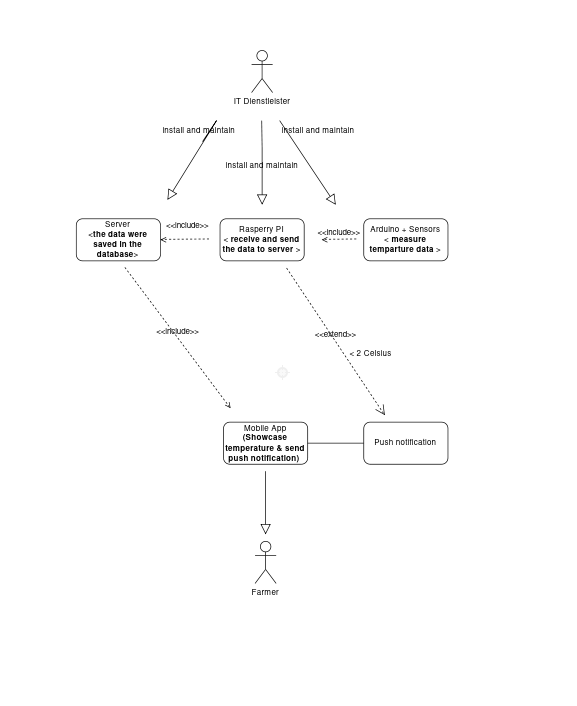 IT Dienstleister
install and maintain
install and maintain
install and maintain
Server
<the data were
saved in the
database>
<<include>>
Rasperry PI
< receive and send
the data to server >
<<include>>
Arduino + Sensors
< measure
temparture data >
<<include>>
<<extend>>
< 2 Celsius
Mobile App
(Showcase
temperature & send
push notification)
Push notification
Farmer